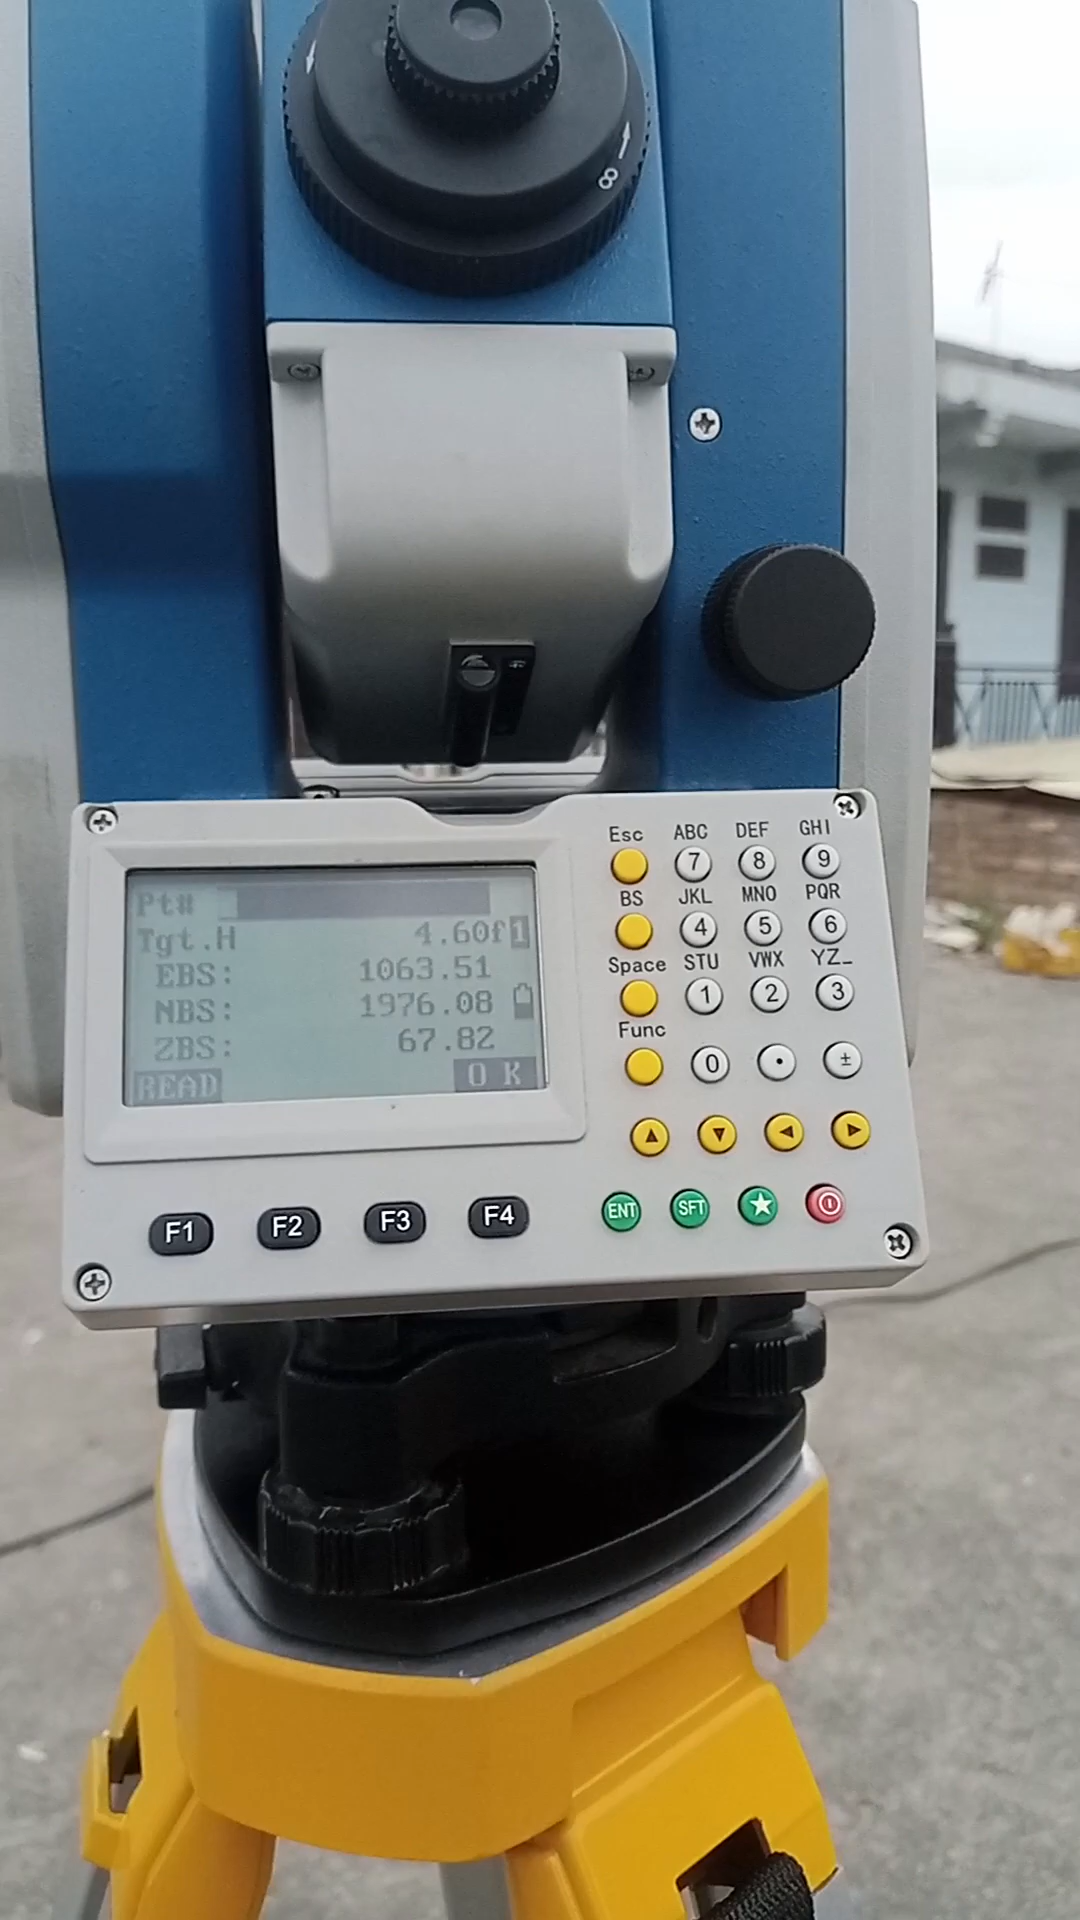 ∞
Pt#
Tgt.H 4.60f 1
EBS: 1063.51
NBS: 1976.08
ZBS: 67.82
READ OK
Esc ABC DEF GHI
7 8 9
BS JKL MNO PQR
4 5 6
Space STU VWX YZ_
1 2 3
Func
0 • ±
▲ ▼ ◀ ▶
F1 F2 F3 F4 ENT SFT ★